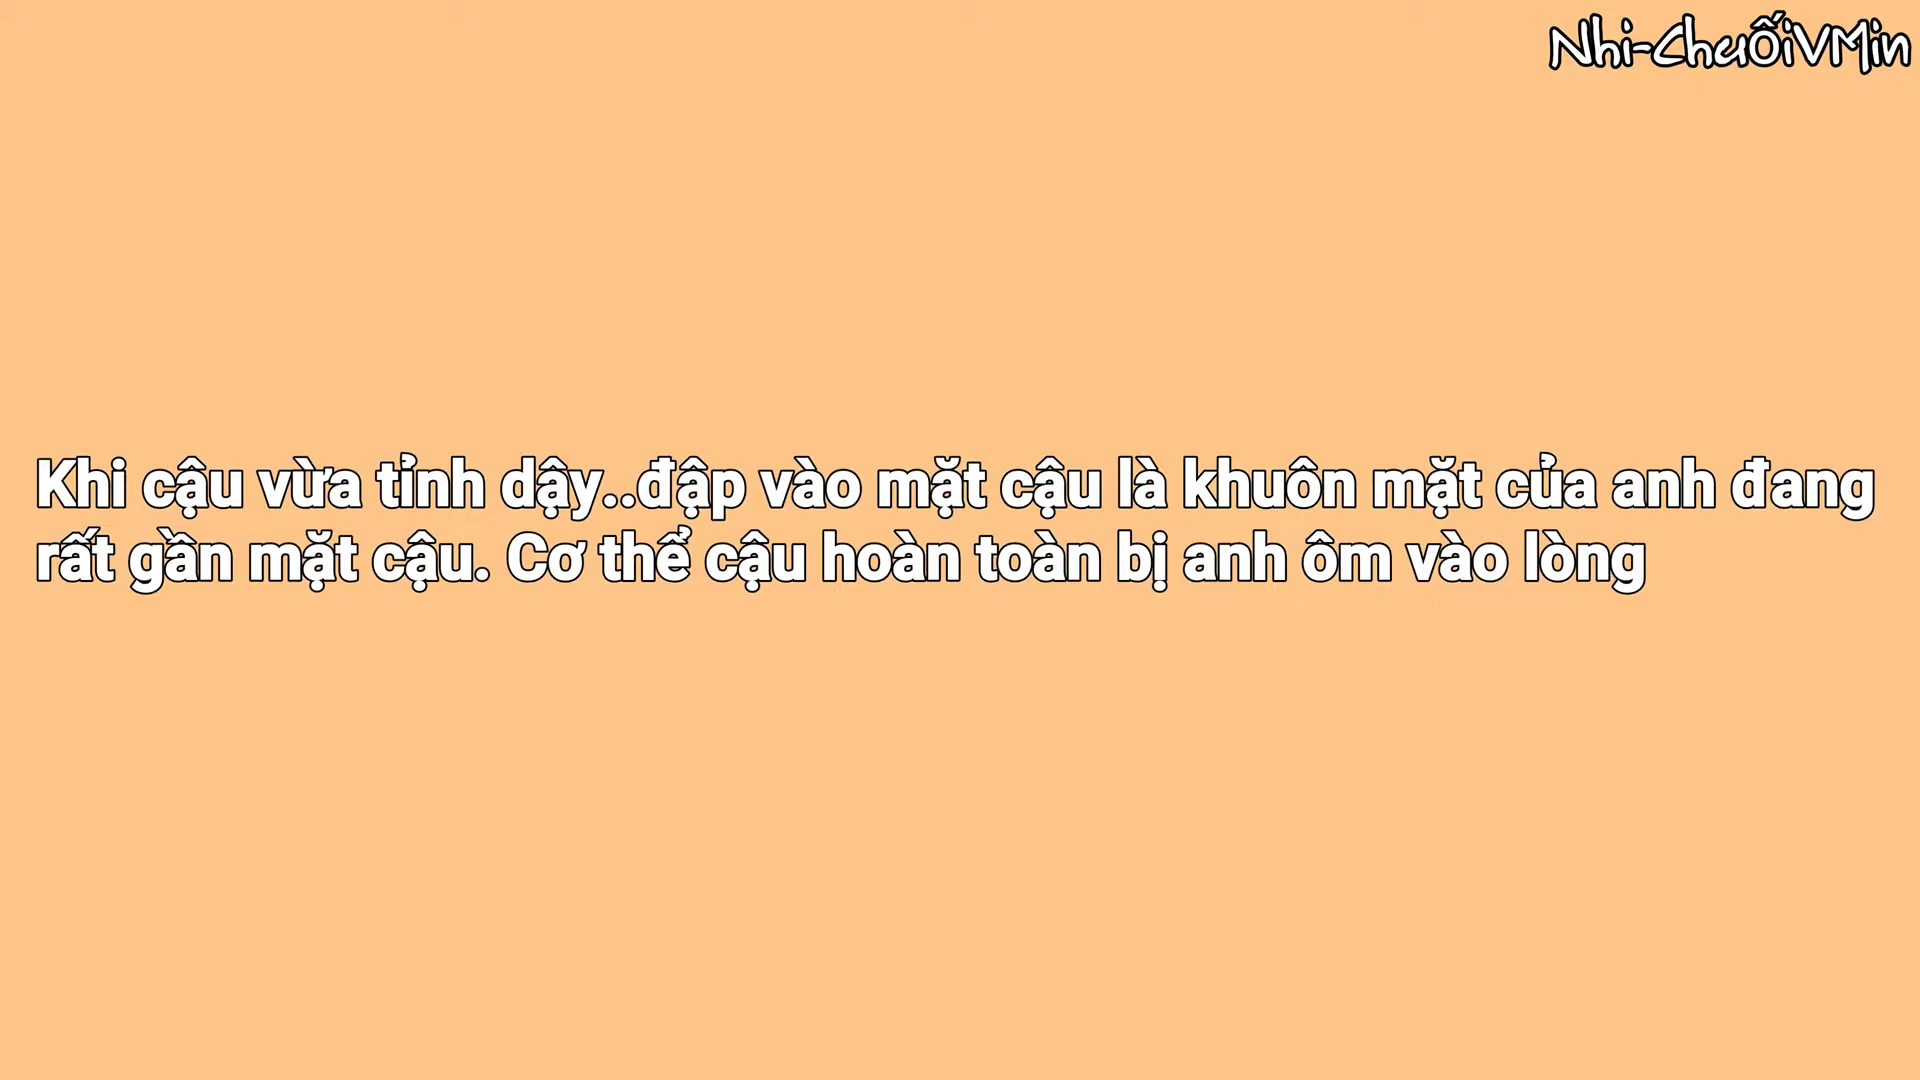 Nhi-ChuỐiVMin
Khi cậu vừa tỉnh dậy..đập vào mặt cậu là khuôn mặt của anh đang
rất gần mặt cậu. Cơ thể cậu hoàn toàn bị anh ôm vào lòng